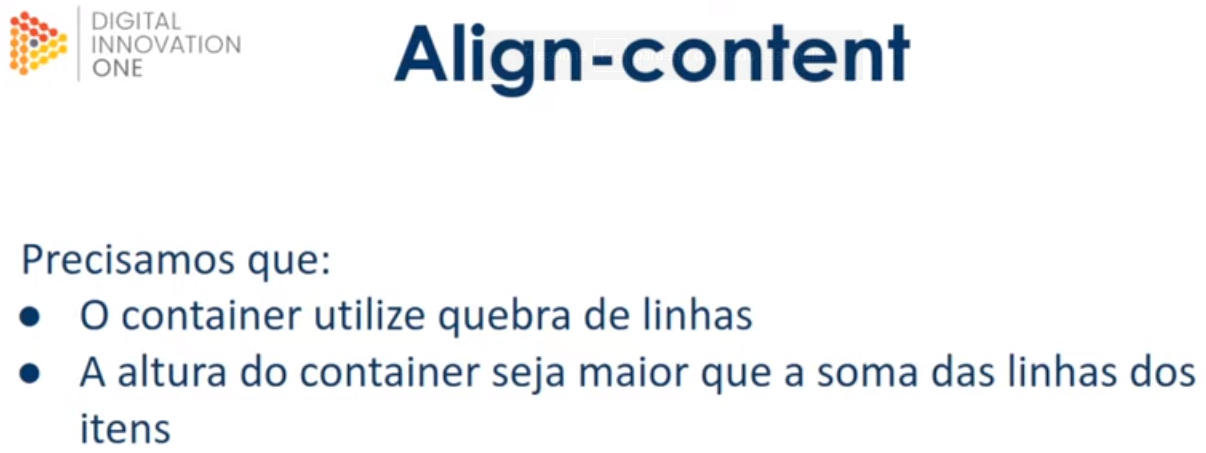 DIGITAL
INNOVATION
ONE
Align-content
Precisamos que:
● O container utilize quebra de linhas
● A altura do container seja maior que a soma das linhas dos
itens